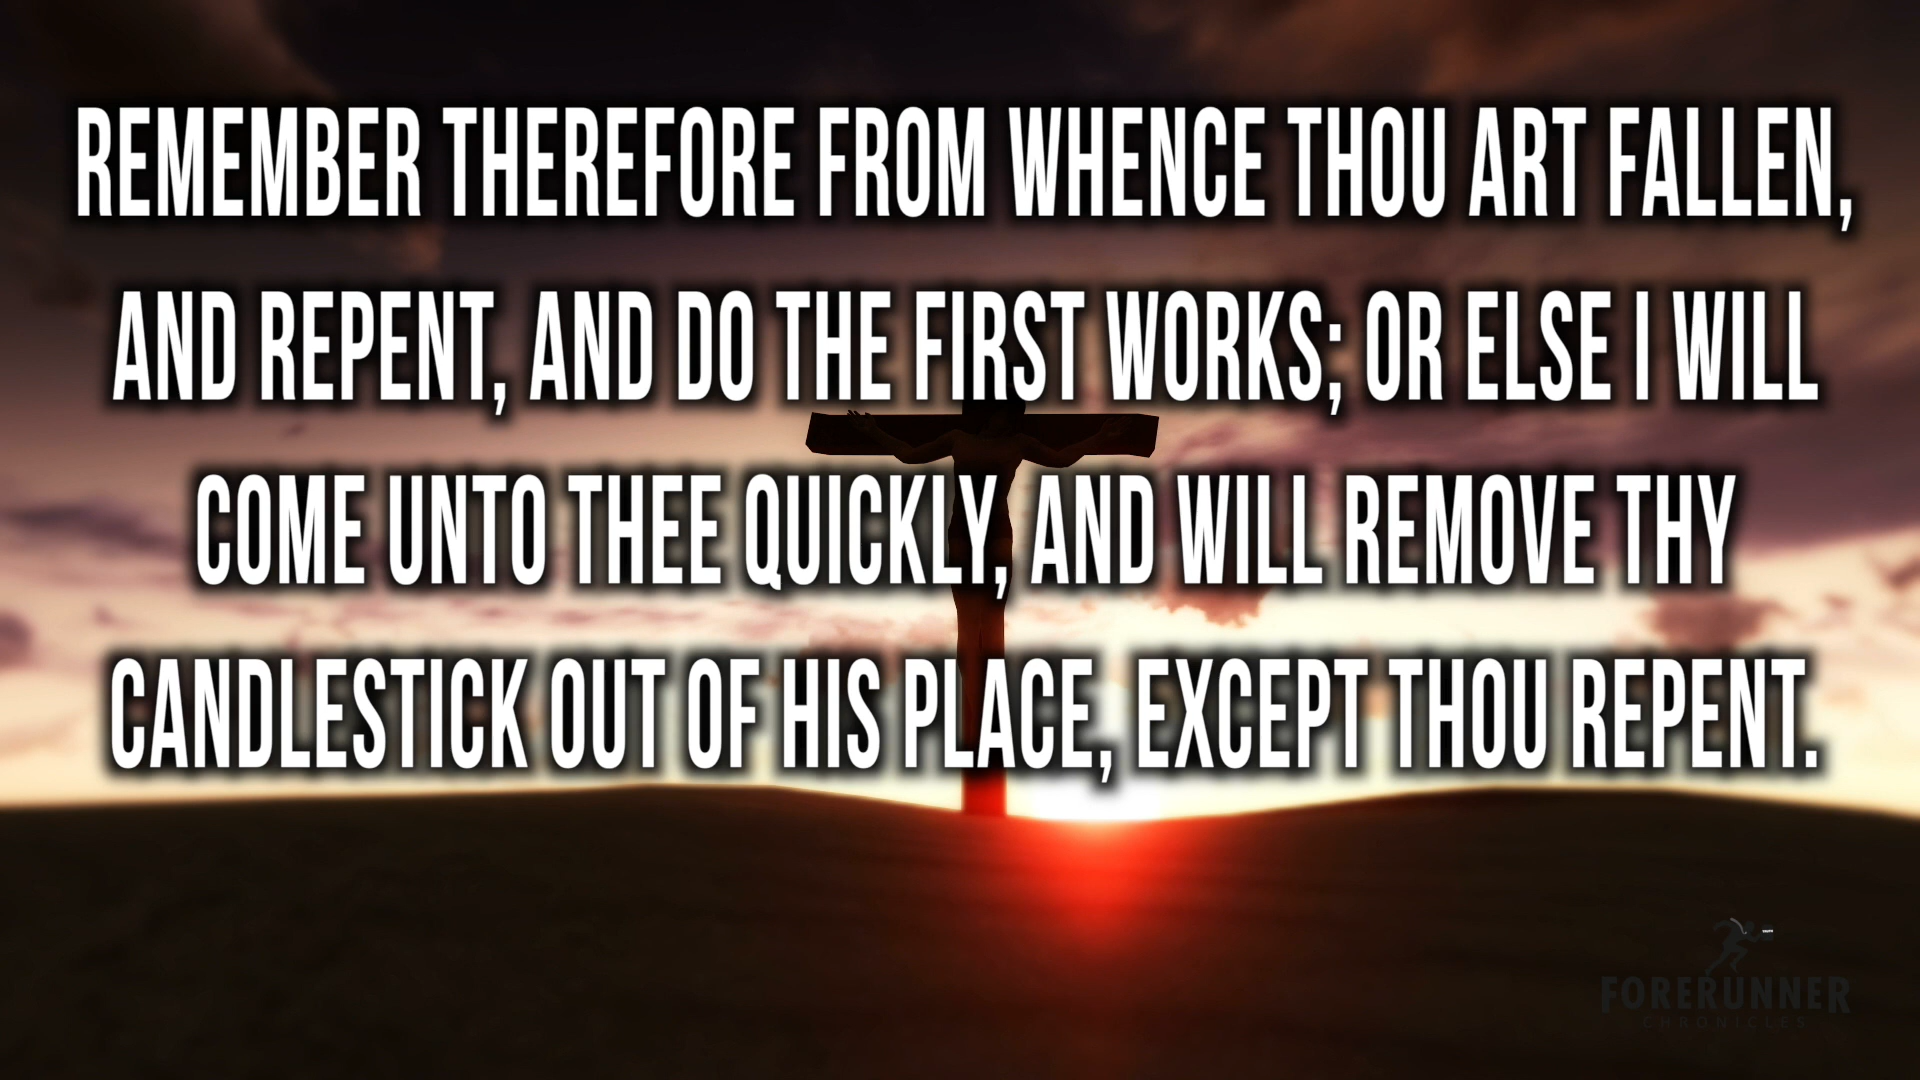 REMEMBER THEREFORE FROM WHENCE THOU ART FALLEN,
AND REPENT, AND DO THE FIRST WORKS; OR ELSE I WILL
COME UNTO THEE QUICKLY, AND WILL REMOVE THY
CANDLESTICK OUT OF HIS PLACE, EXCEPT THOU REPENT.
FORERUNNER
CHRONICLES